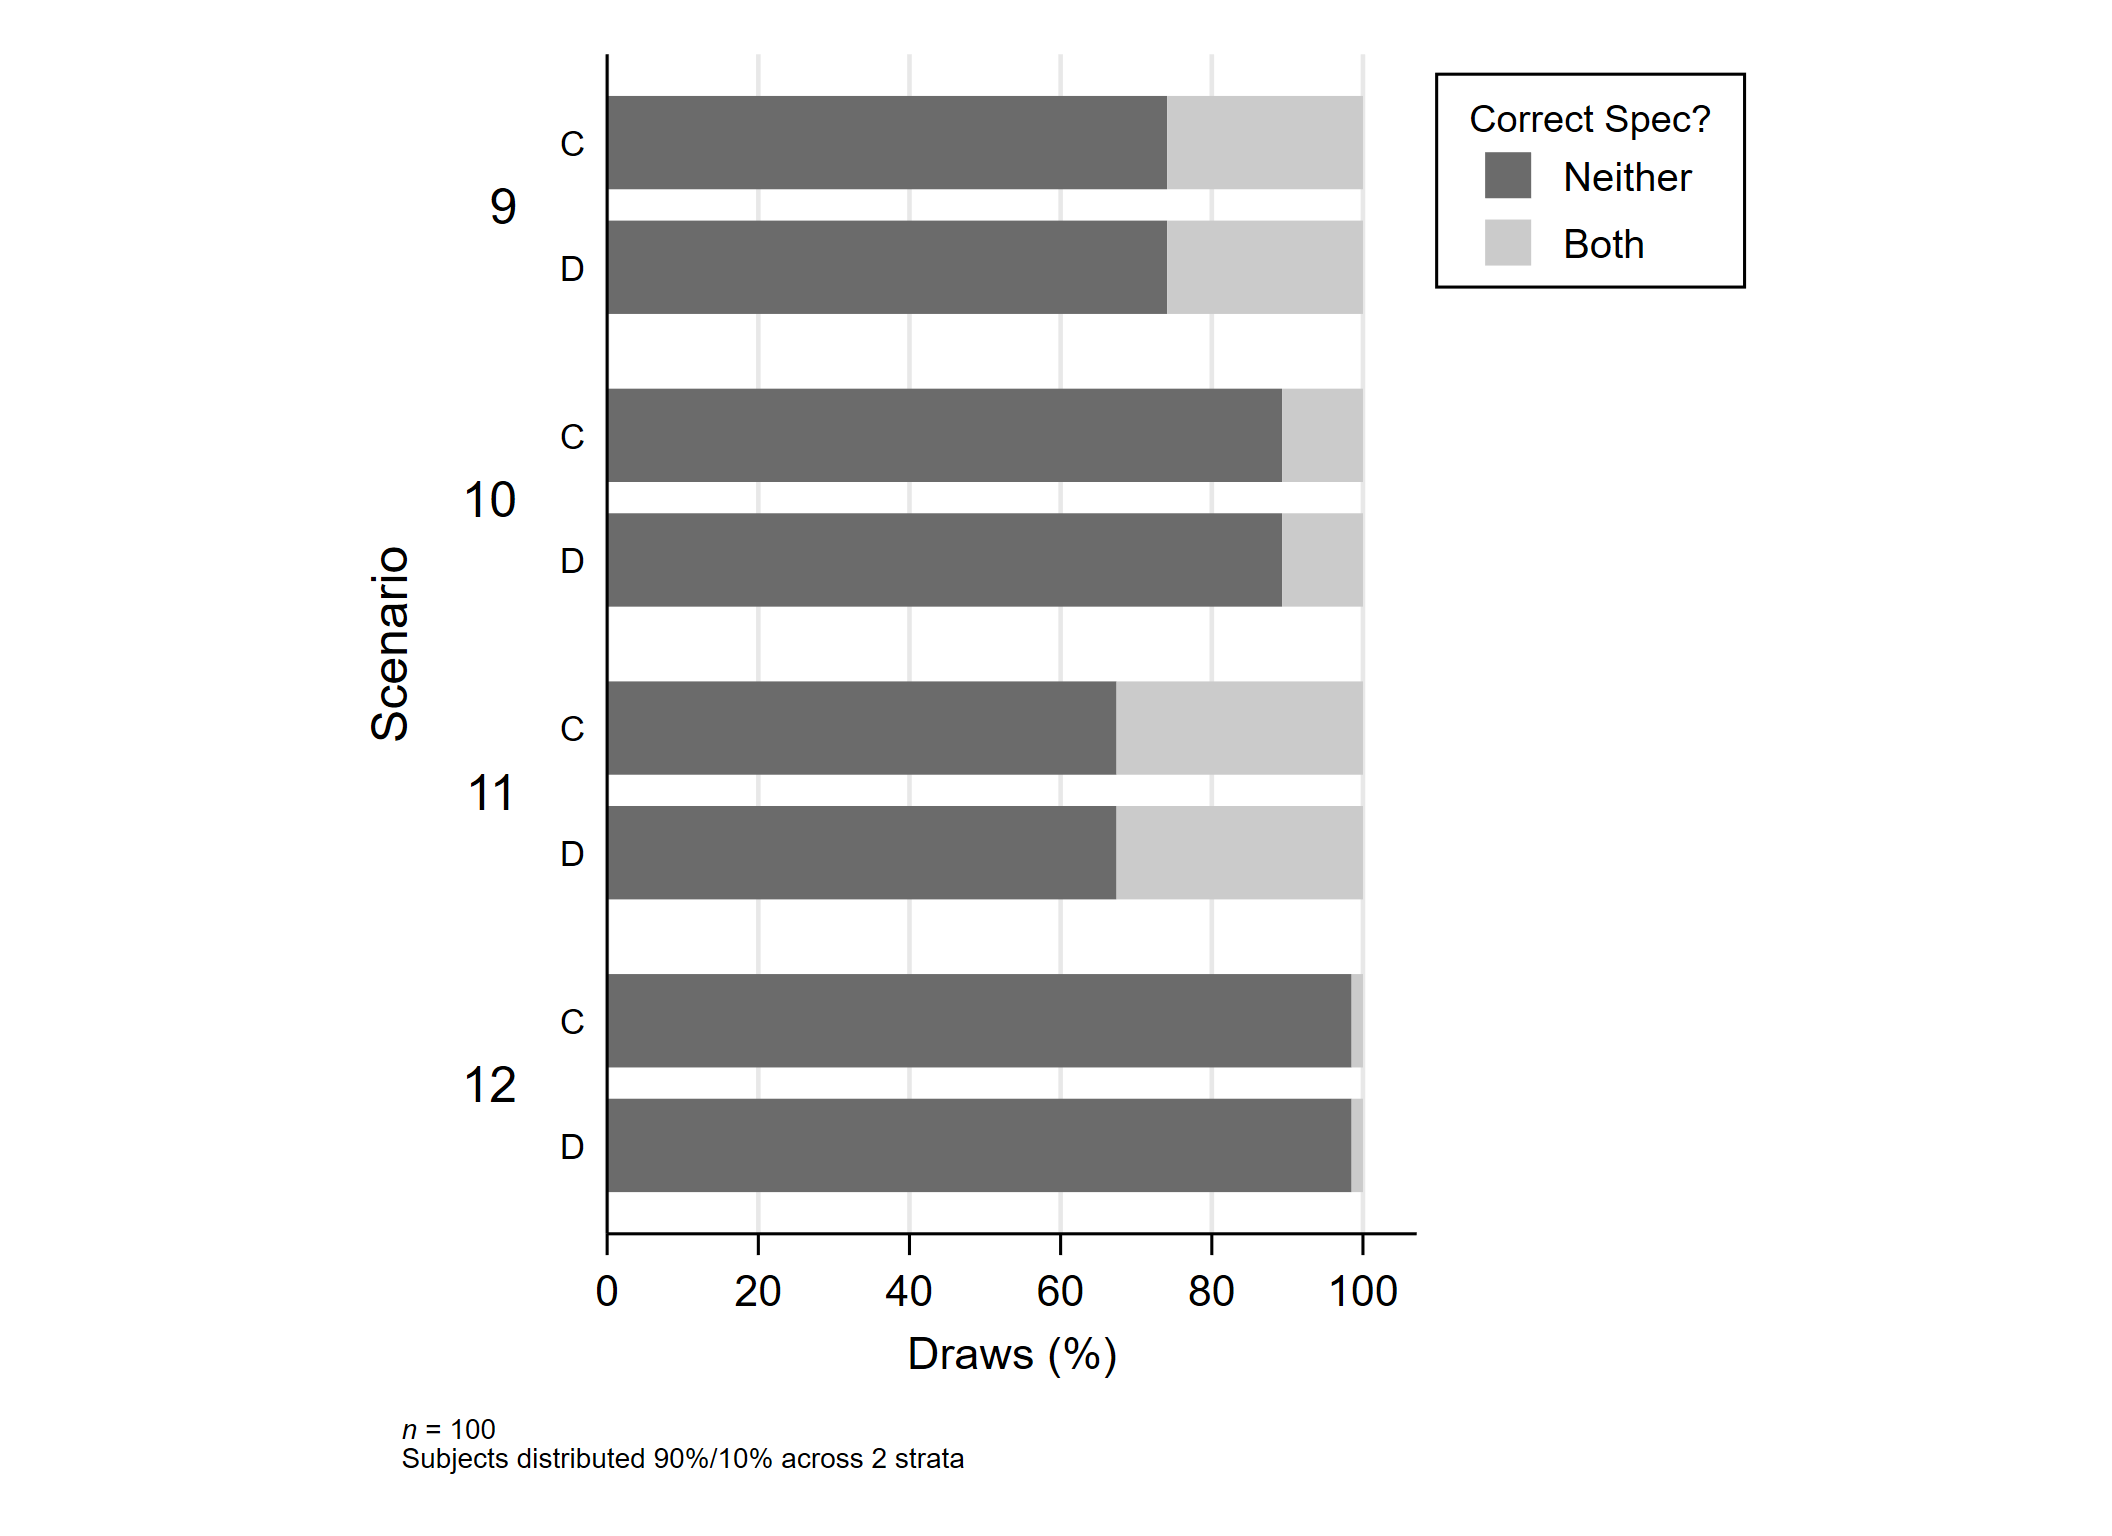 Correct Spec?
Neither
Both
Scenario
9
C
D
10
C
D
11
C
D
12
C
D
0 20 40 60 80 100
Draws (%)
n = 100
Subjects distributed 90%/10% across 2 strata